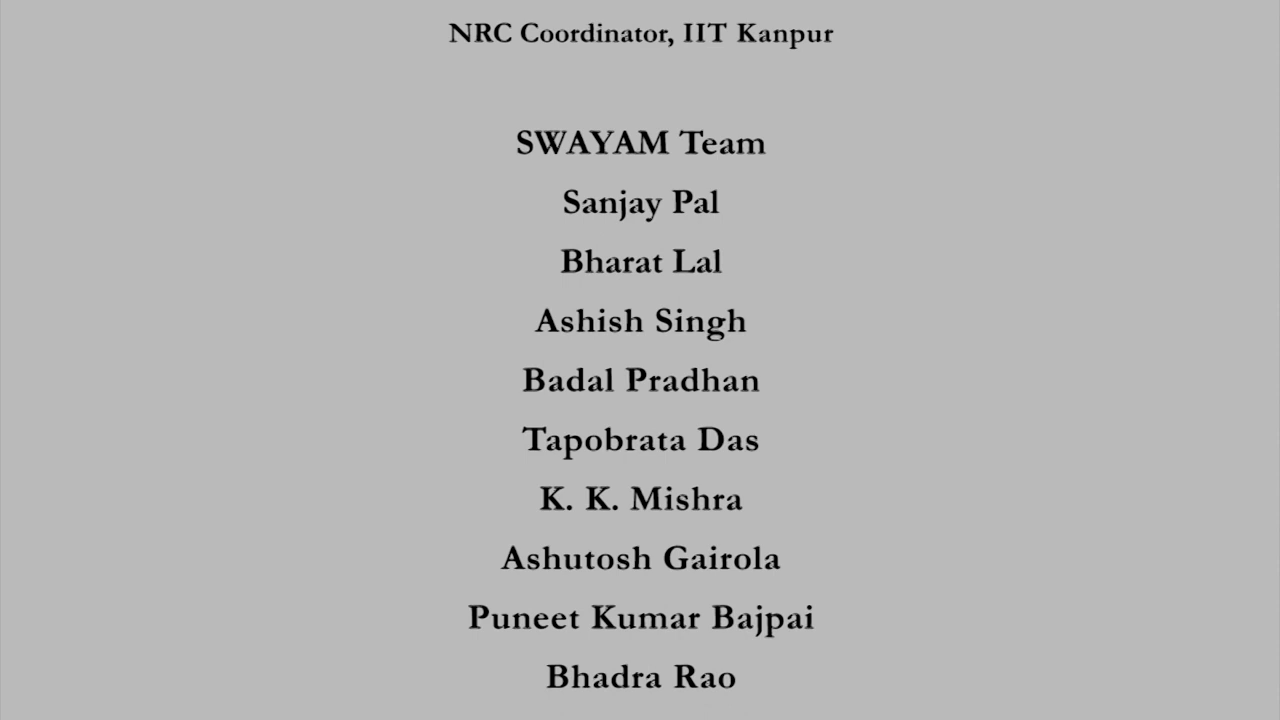 NRC Coordinator, IIT Kanpur
SWAYAM Team
Sanjay Pal
Bharat Lal
Ashish Singh
Badal Pradhan
Tapobrata Das
K. K. Mishra
Ashutosh Gairola
Puneet Kumar Bajpai
Bhadra Rao